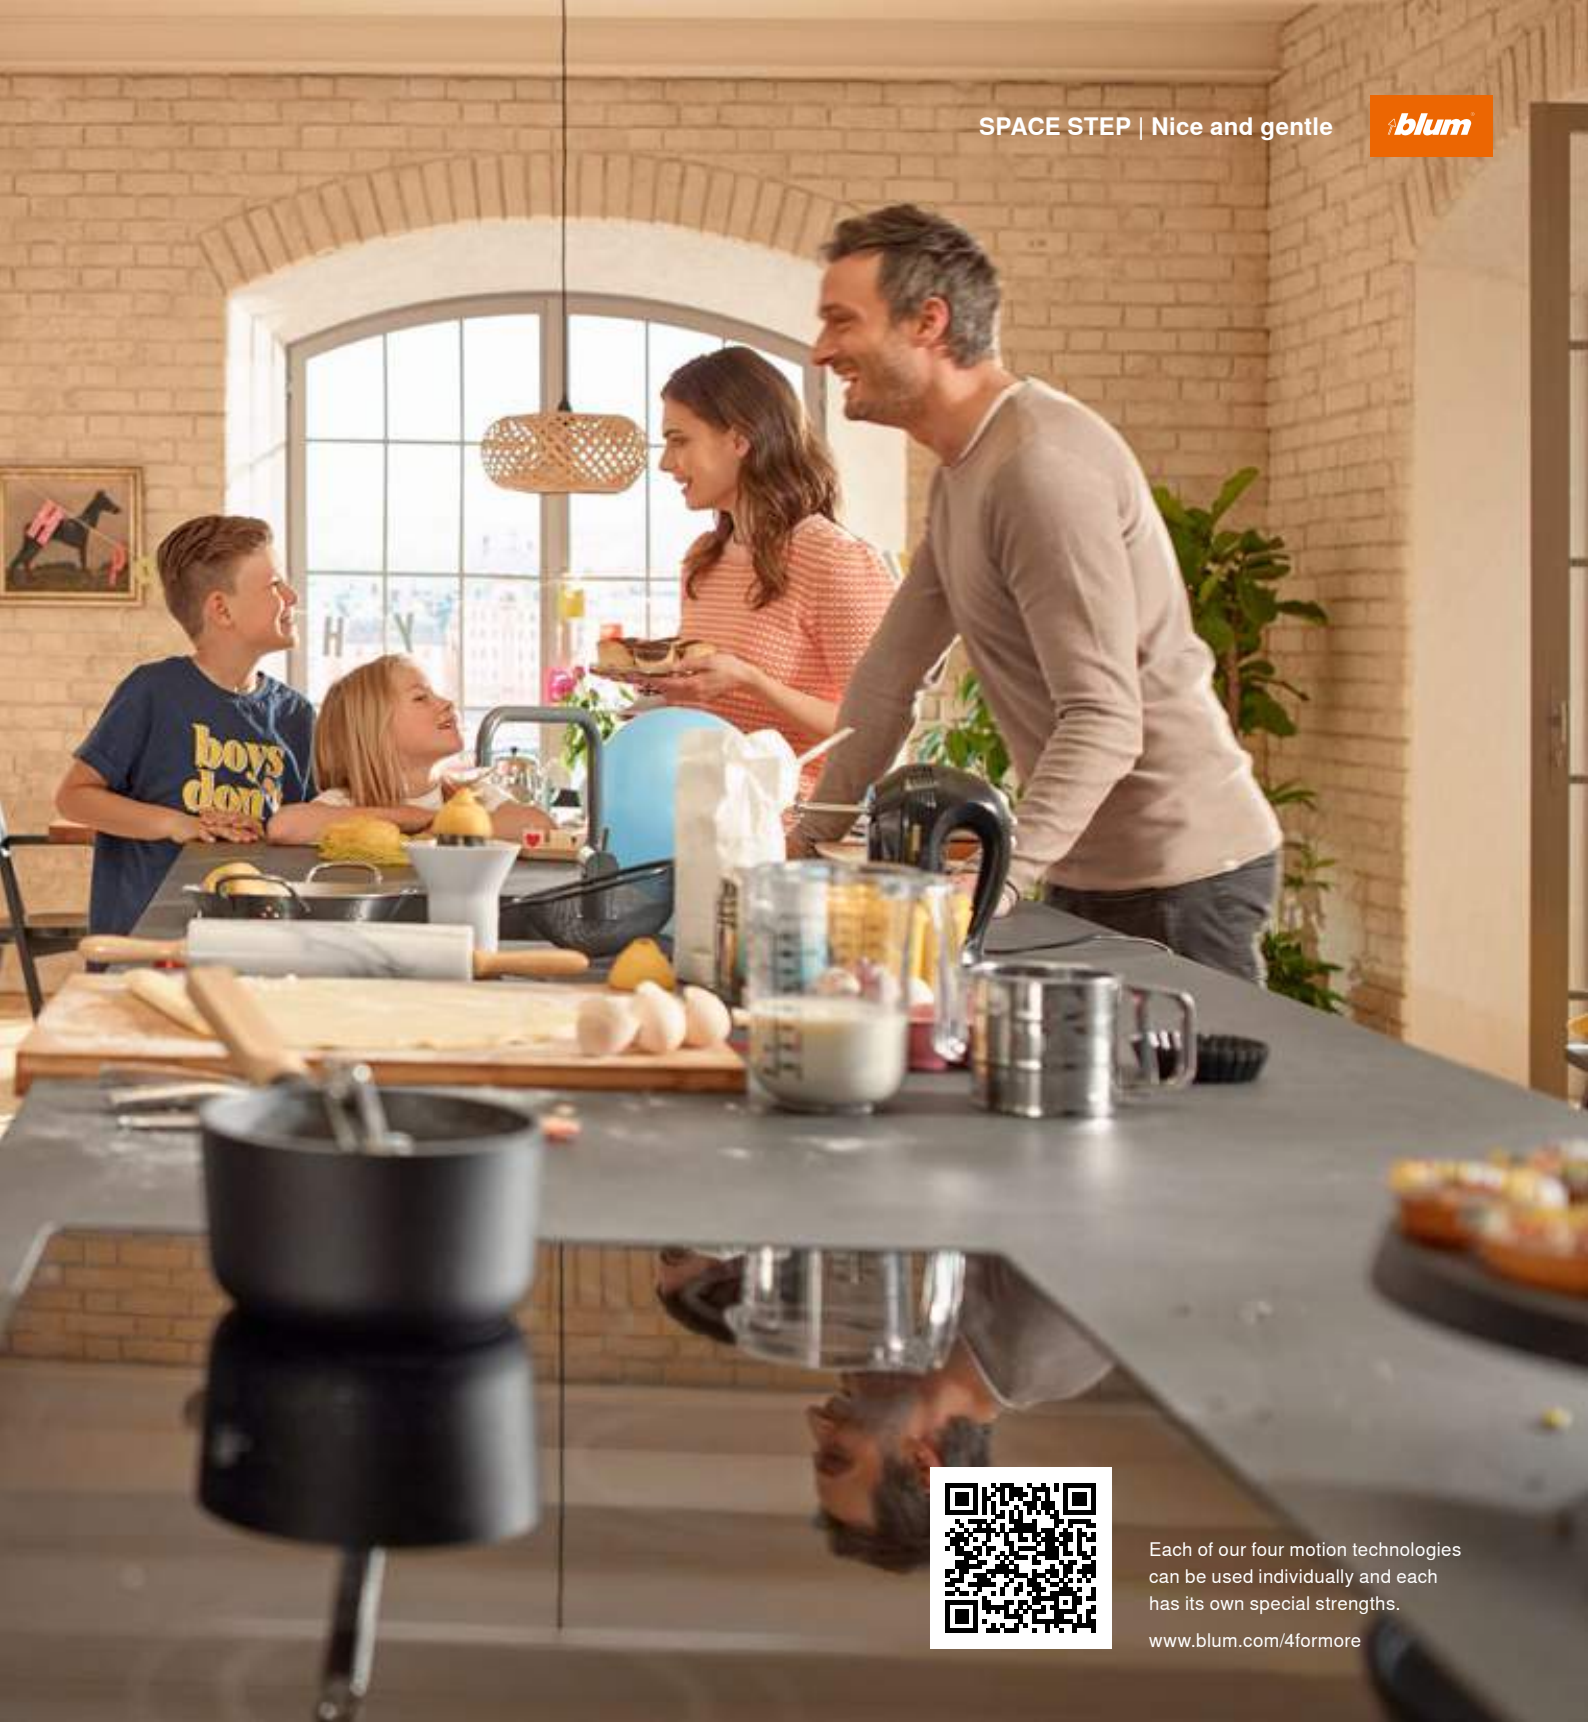 SPACE STEP | Nice and gentle
blum
H Y
boys
don't
Each of our four motion technologies
can be used individually and each
has its own special strengths.
www.blum.com/4formore